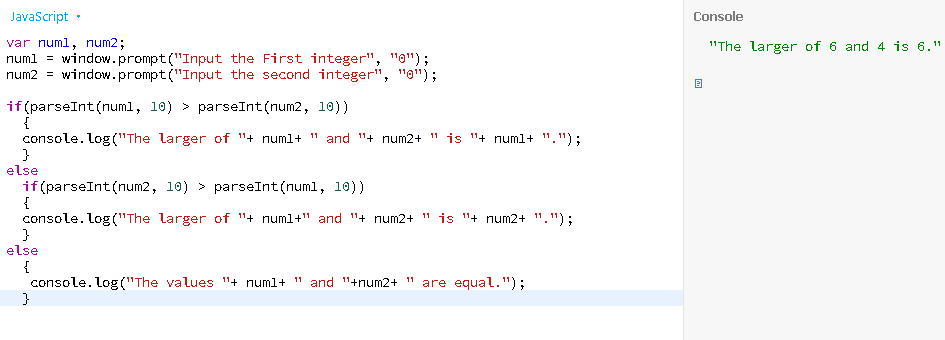 JavaScript
var num1, num2;
num1 = window.prompt("Input the First integer", "0");
num2 = window.prompt("Input the second integer", "0");
if(parseInt(num1, 10) > parseInt(num2, 10))
{
console.log("The larger of "+ num1+ " and "+ num2+ " is "+ num1+ ".");
}
else
if(parseInt(num2, 10) > parseInt(num1, 10))
{
console.log("The larger of "+ num1+" and "+ num2+ " is "+ num2+ ".");
}
else
{
console.log("The values "+ num1+ " and "+num2+ " are equal.");
}
Console
"The larger of 6 and 4 is 6."